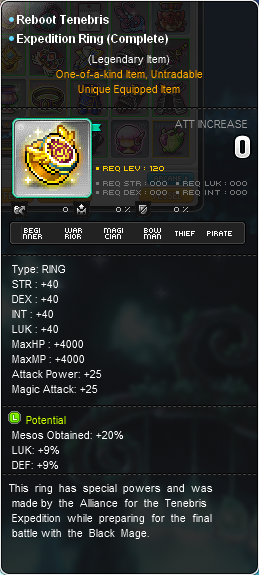 Reboot Tenebris
Expedition Ring (Complete)
(Legendary Item)
One-of-a-kind Item, Untradable
Unique Equipped Item
ATT INCREASE
0
REQ LEV : 120
REQ STR : 000 REQ LUK : 000
REQ DEX : 000 REQ INT : 000
0 0 % 0 %
BEGINNER WARRIOR MAGICIAN BOWMAN THIEF PIRATE
Type: RING
STR : +40
DEX : +40
INT : +40
LUK : +40
MaxHP : +4000
MaxMP : +4000
Attack Power: +25
Magic Attack: +25
L Potential
Mesos Obtained: +20%
LUK: +9%
DEF: +9%
This ring has special powers and was
made by the Alliance for the Tenebris
Expedition while preparing for the final
battle with the Black Mage.